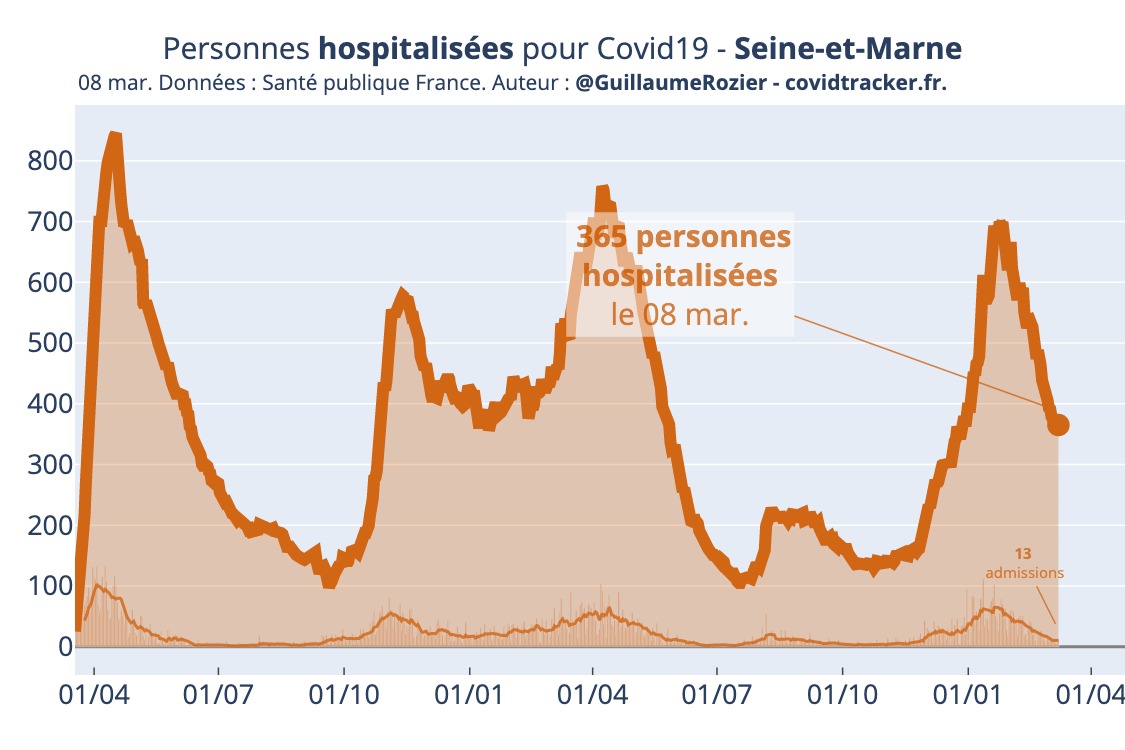 Personnes hospitalisées pour Covid19 - Seine-et-Marne
08 mar. Données : Santé publique France. Auteur : @GuillaumeRozier - covidtracker.fr.
800
700
600
500
400
300
200
100
0
365 personnes
hospitalisées
le 08 mar.
13
admissions
01/04 01/07 01/10 01/01 01/04 01/07 01/10 01/01 01/04